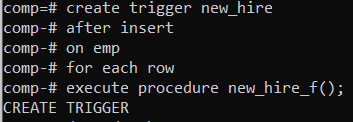 comp=# create trigger new_hire
comp-# after insert
comp-# on emp
comp-# for each row
comp-# execute procedure new_hire_f();
CREATE TRIGGER